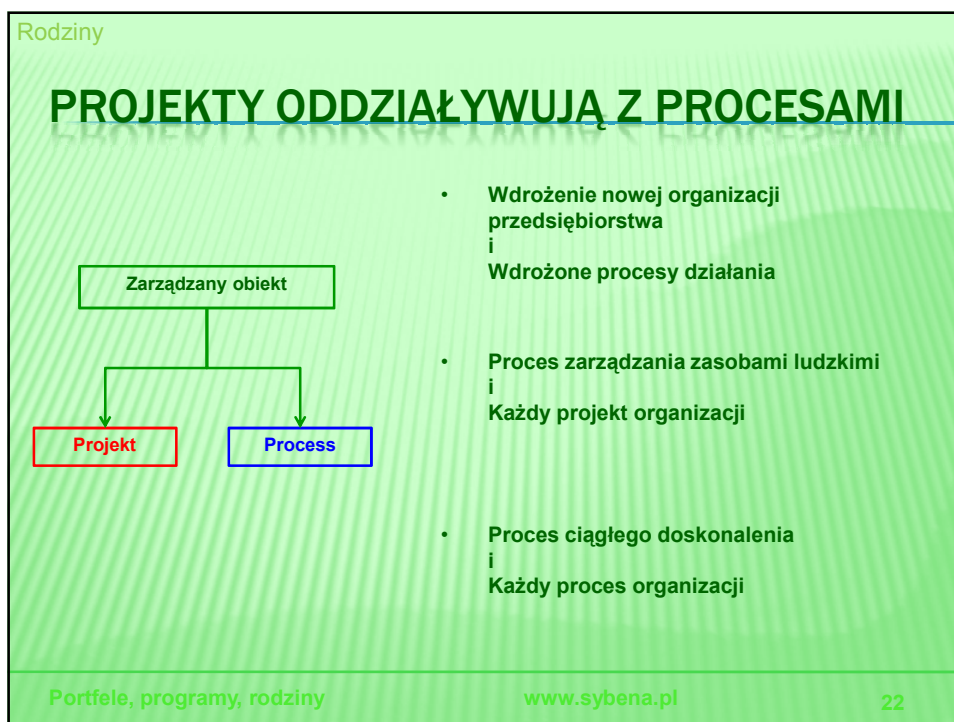 Rodziny
PROJEKTY ODDZIAŁYWUJĄ Z PROCESAMI
Zarządzany obiekt
Projekt
Process
• Wdrożenie nowej organizacji
przedsiębiorstwa
i
Wdrożone procesy działania
• Proces zarządzania zasobami ludzkimi
i
Każdy projekt organizacji
• Proces ciągłego doskonalenia
i
Każdy proces organizacji
Portfele, programy, rodziny www.sybena.pl 22